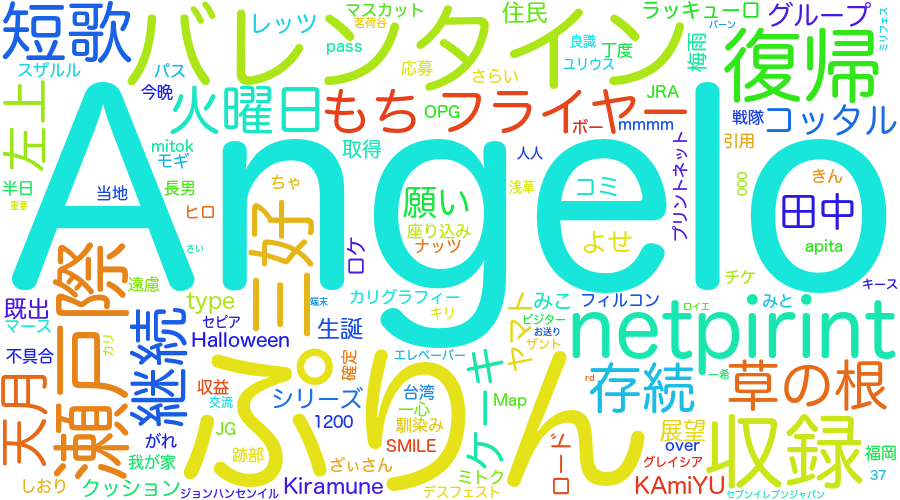 短歌
バレンタイン
レッツ
マスカット
茗荷谷
pass
応募
さらい
住民
良識
ユリウス
丁度
梅雨
ラッキューロ
バーン
グループ
ミリフェス
復帰
スザルル
パス
今晩
火曜日
もち
フライヤー
OPG
ボー
mmmm
JRA
戦隊
コッタル
引用
左上
mitok
モギ
取得
人人
プリントネット
000
Angelo
半日
当地
長男
ヒロ
ちゃ
願い
座り込み
ナッツ
浅草
コミ
よせ
きん
田中
apita
重要
三好
さい
ロケ
チケ
キース
瀬戸際
遠慮
カリグラフィー
キリ
ヤマト
みこ
フィルコン
みと
既出
マース
type
セピア
生誕
端末
ビジター
お送り
ロイエ
netpirint
不具合
カリ
継続
Halloween
確定
エレベーパー
ザント
一希
天月
ぷりん
収益
交流
シリーズ
1200
台湾
一心
馴染み
Map
ケーキ
rd
存続
草の根
がれ
JG
跡部
SMILE
ロード
展望
over
収録
福岡
我が家
しおり
クッション
ざぃさん
ミトク
グレイシア
37
ジョンハンセンイル
Kiramune
デスフェスト
KAmiYU
セブンイレブンジャパン